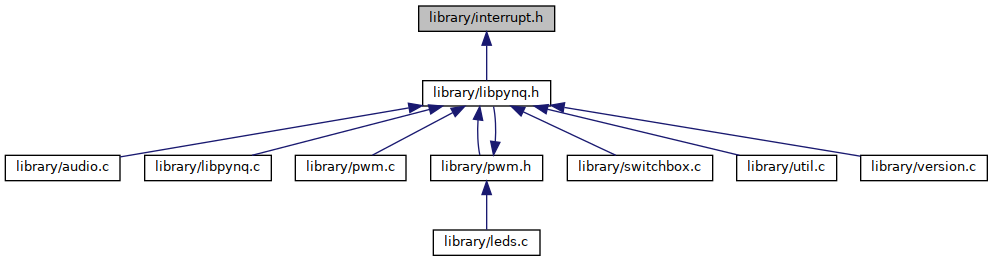 library/interrupt.h
library/libpynq.h
library/audio.c
library/libpynq.c
library/pwm.c
library/pwm.h
library/switchbox.c
library/util.c
library/version.c
library/leds.c